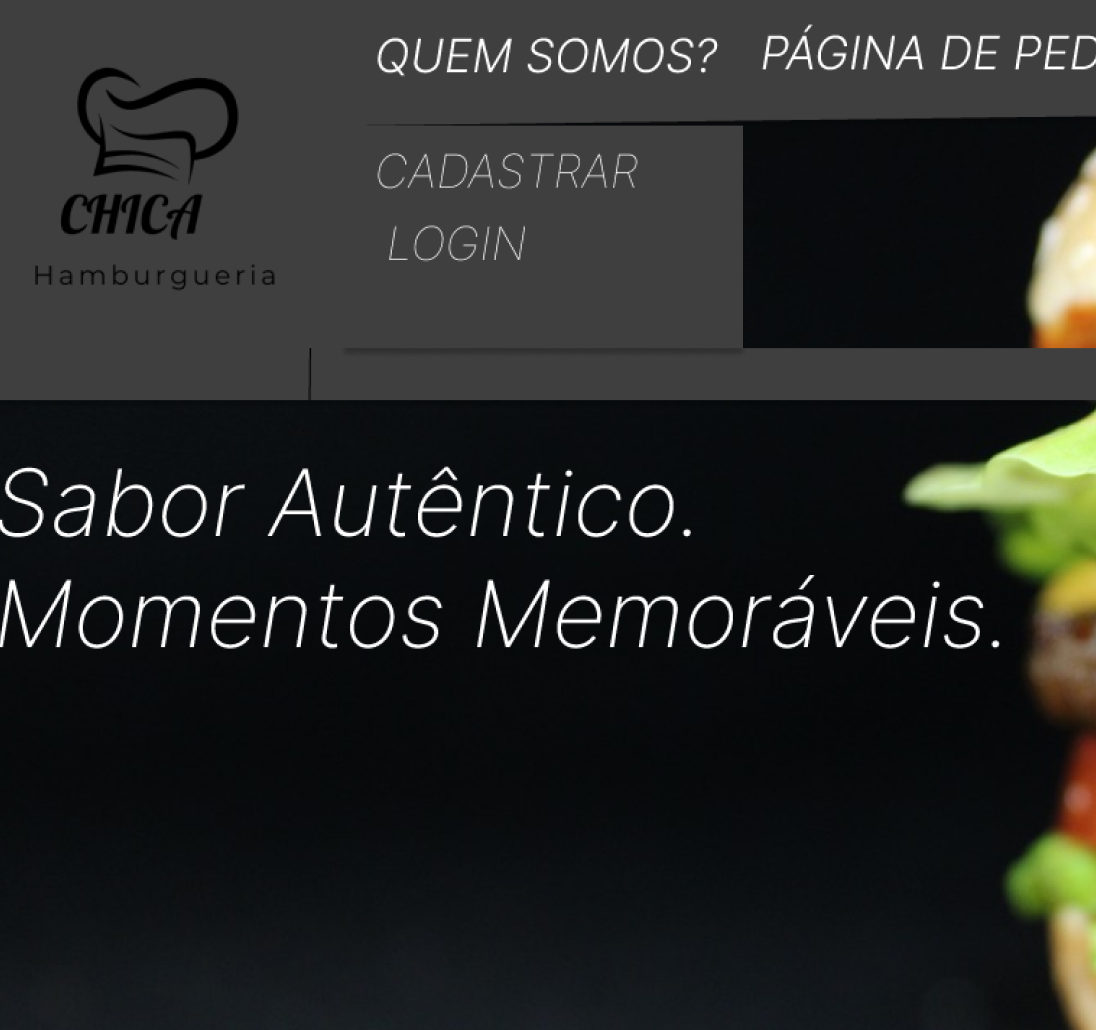 QUEM SOMOS? PÁGINA DE PED
CHICA
Hamburgueria
CADASTRAR
LOGIN
Sabor Autêntico.
Momentos Memoráveis.